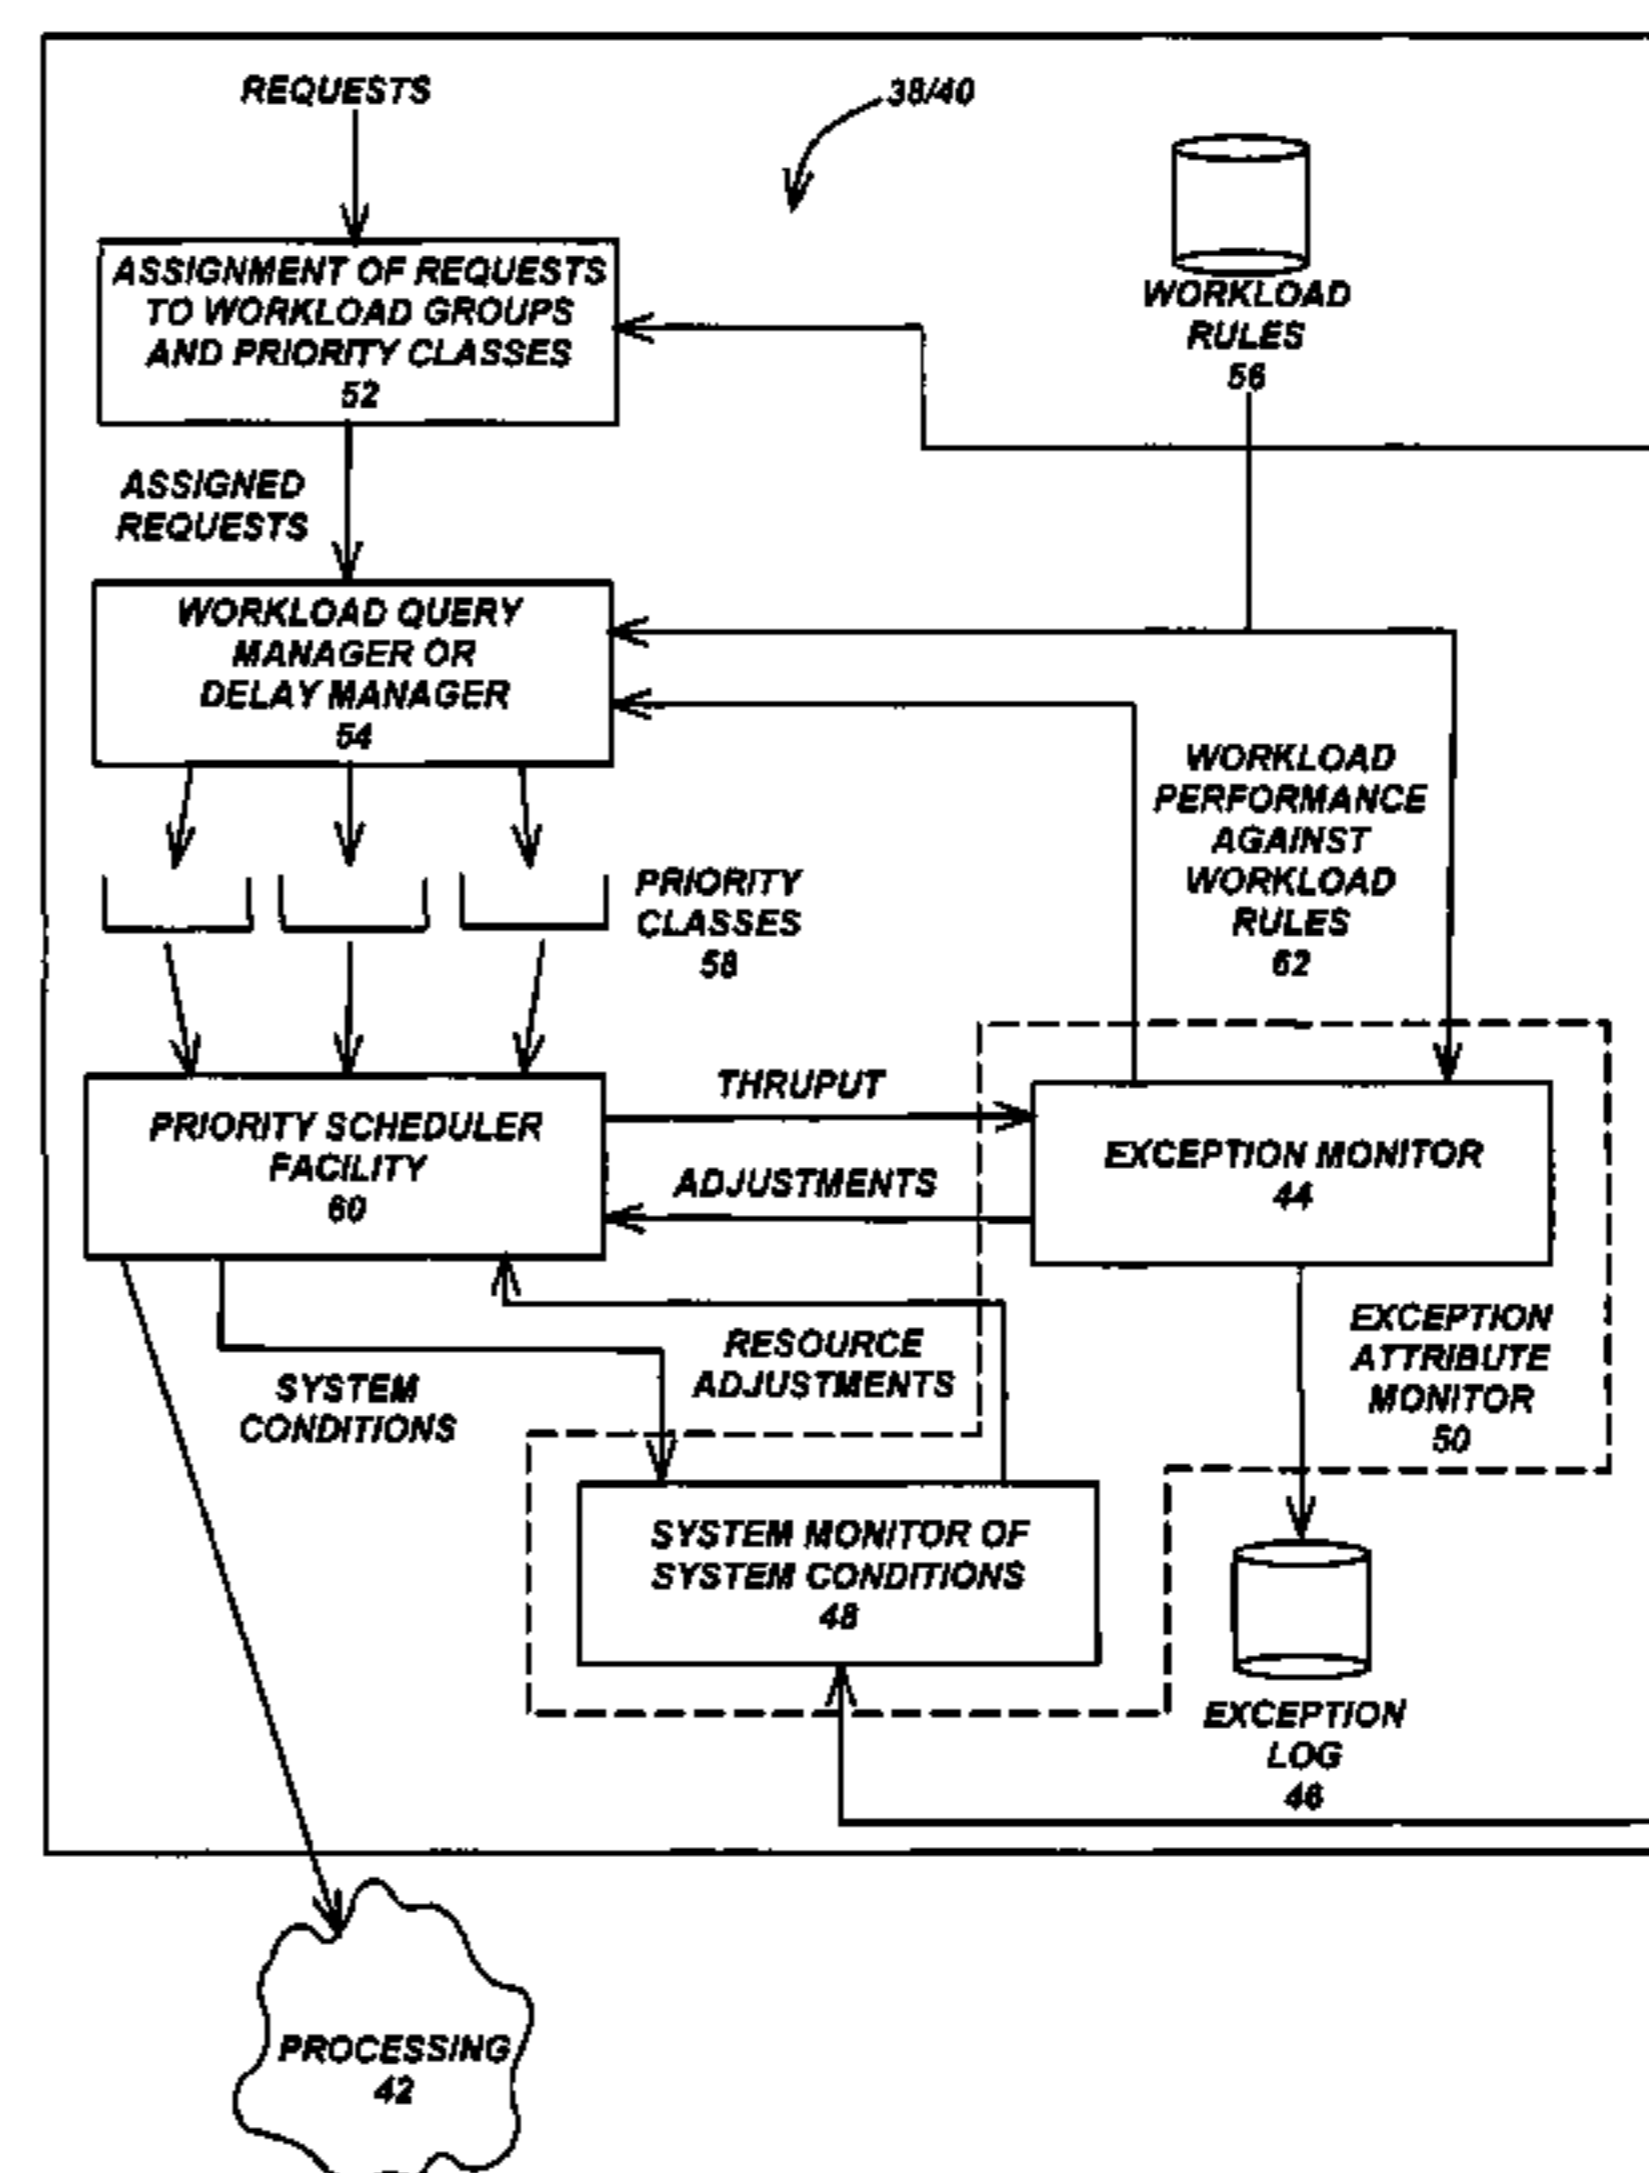 REQUESTS
38/40
ASSIGNMENT OF REQUESTS
TO WORKLOAD GROUPS
AND PRIORITY CLASSES
52
WORKLOAD
RULES
56
ASSIGNED
REQUESTS
WORKLOAD QUERY
MANAGER OR
DELAY MANAGER
54
WORKLOAD
PERFORMANCE
AGAINST
WORKLOAD
RULES
62
PRIORITY
CLASSES
58
THRUPUT
PRIORITY SCHEDULER
FACILITY
60
ADJUSTMENTS
EXCEPTION MONITOR
44
RESOURCE
ADJUSTMENTS
SYSTEM
CONDITIONS
EXCEPTION
ATTRIBUTE
MONITOR
50
SYSTEM MONITOR OF
SYSTEM CONDITIONS
48
EXCEPTION
LOG
46
PROCESSING
42